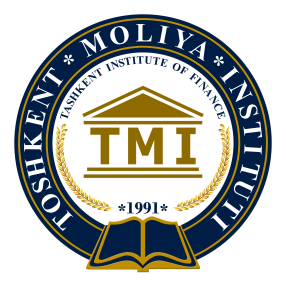 TOSHKENT * MOLIYA * INSTITUTI
TASHKENT INSTITUTE OF FINANCE
TMI
*1991*